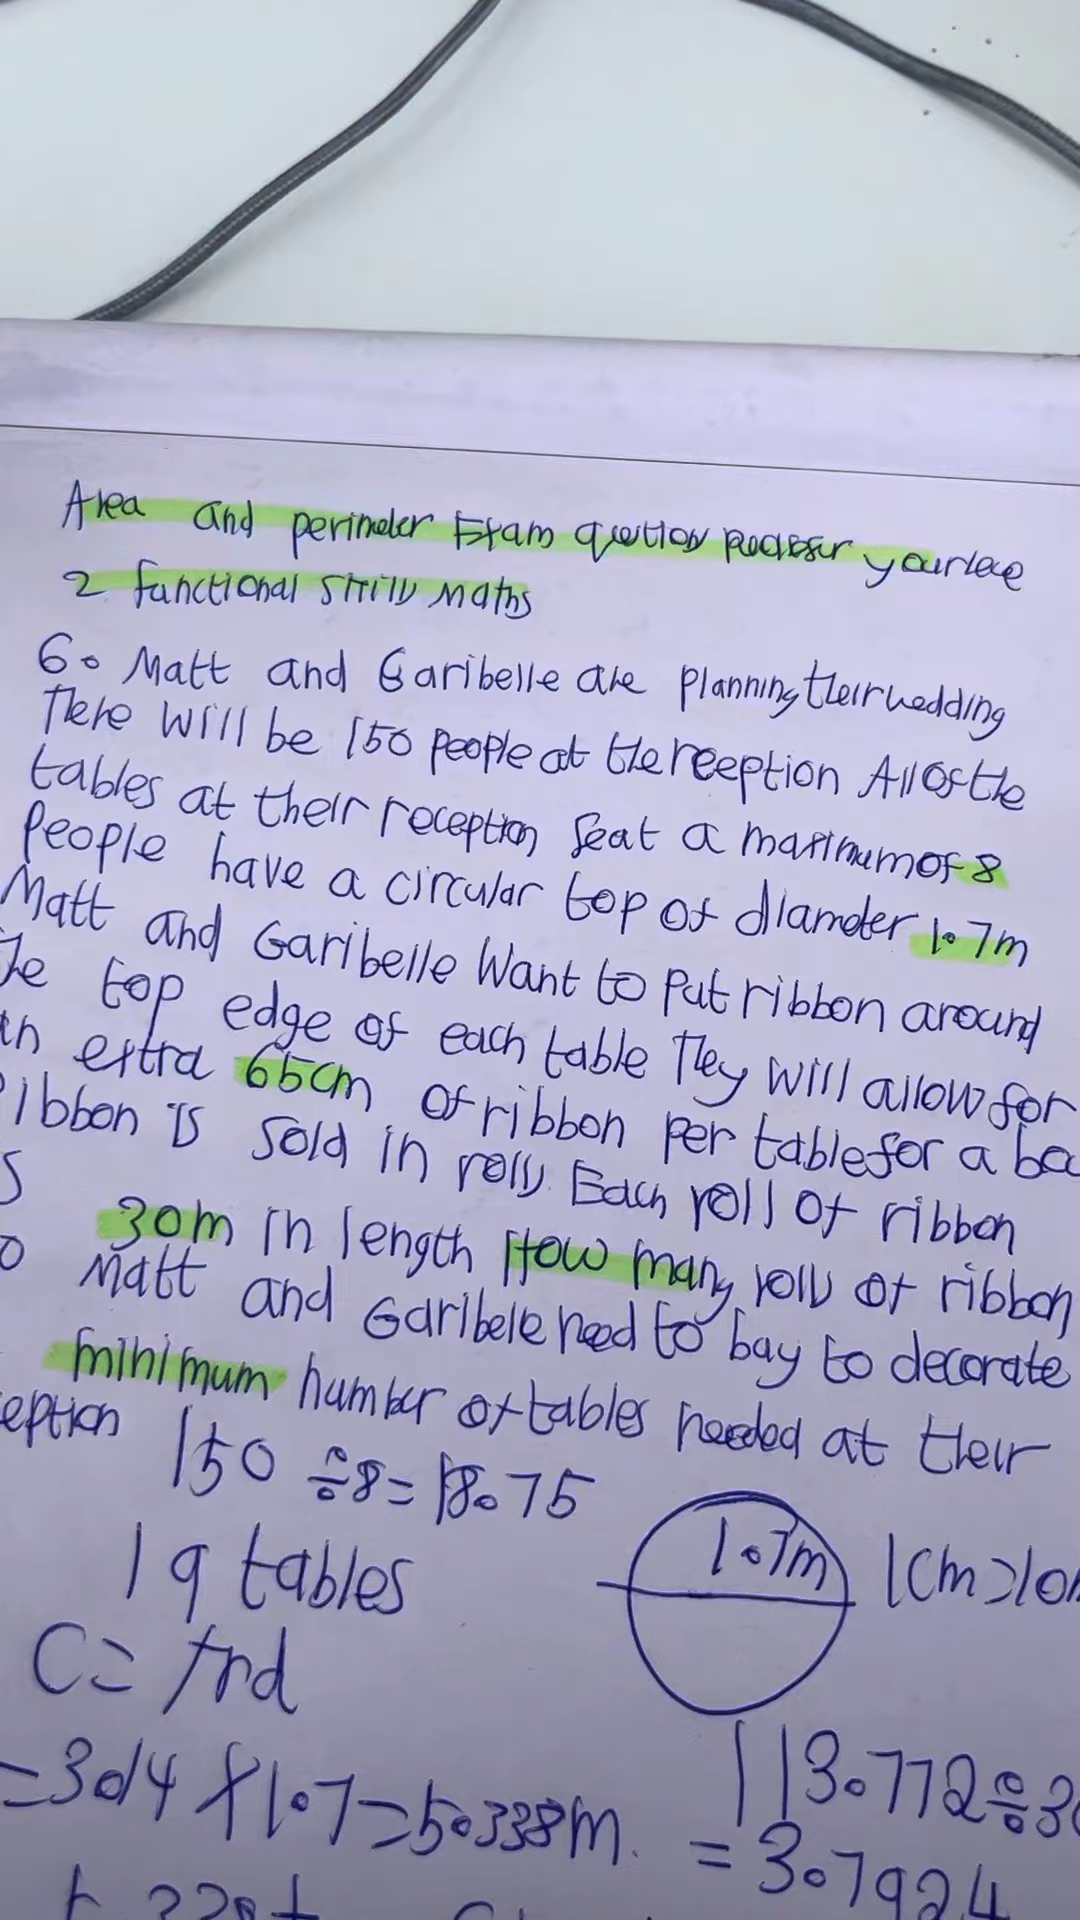 Area and perimeter Exam question your
2 functional Maths
6. Matt and Garibelle are planning their wedding
There will be 150 people at the reeption All of the
tables at their reception seat a maximum of 8
people have a circular top of diameter 1.7m
Matt and Garibelle want to put ribbon around
the top edge of each table They will allow for
an extra 65cm of ribbon per table for a bo
Ribbon is sold in rolls. Each roll of ribbon
s
30m in length How many rolls of ribbon
o Matt and Garibele need to bay to decorate
minimum number of tables needed at their
eption
150 ÷ 8 = 18.75
19 tables
1.7m
1cm = 10m
C = πd
= 3.14 × 1.7 = 5.338m.
113.772 ÷ 30
= 3.7924